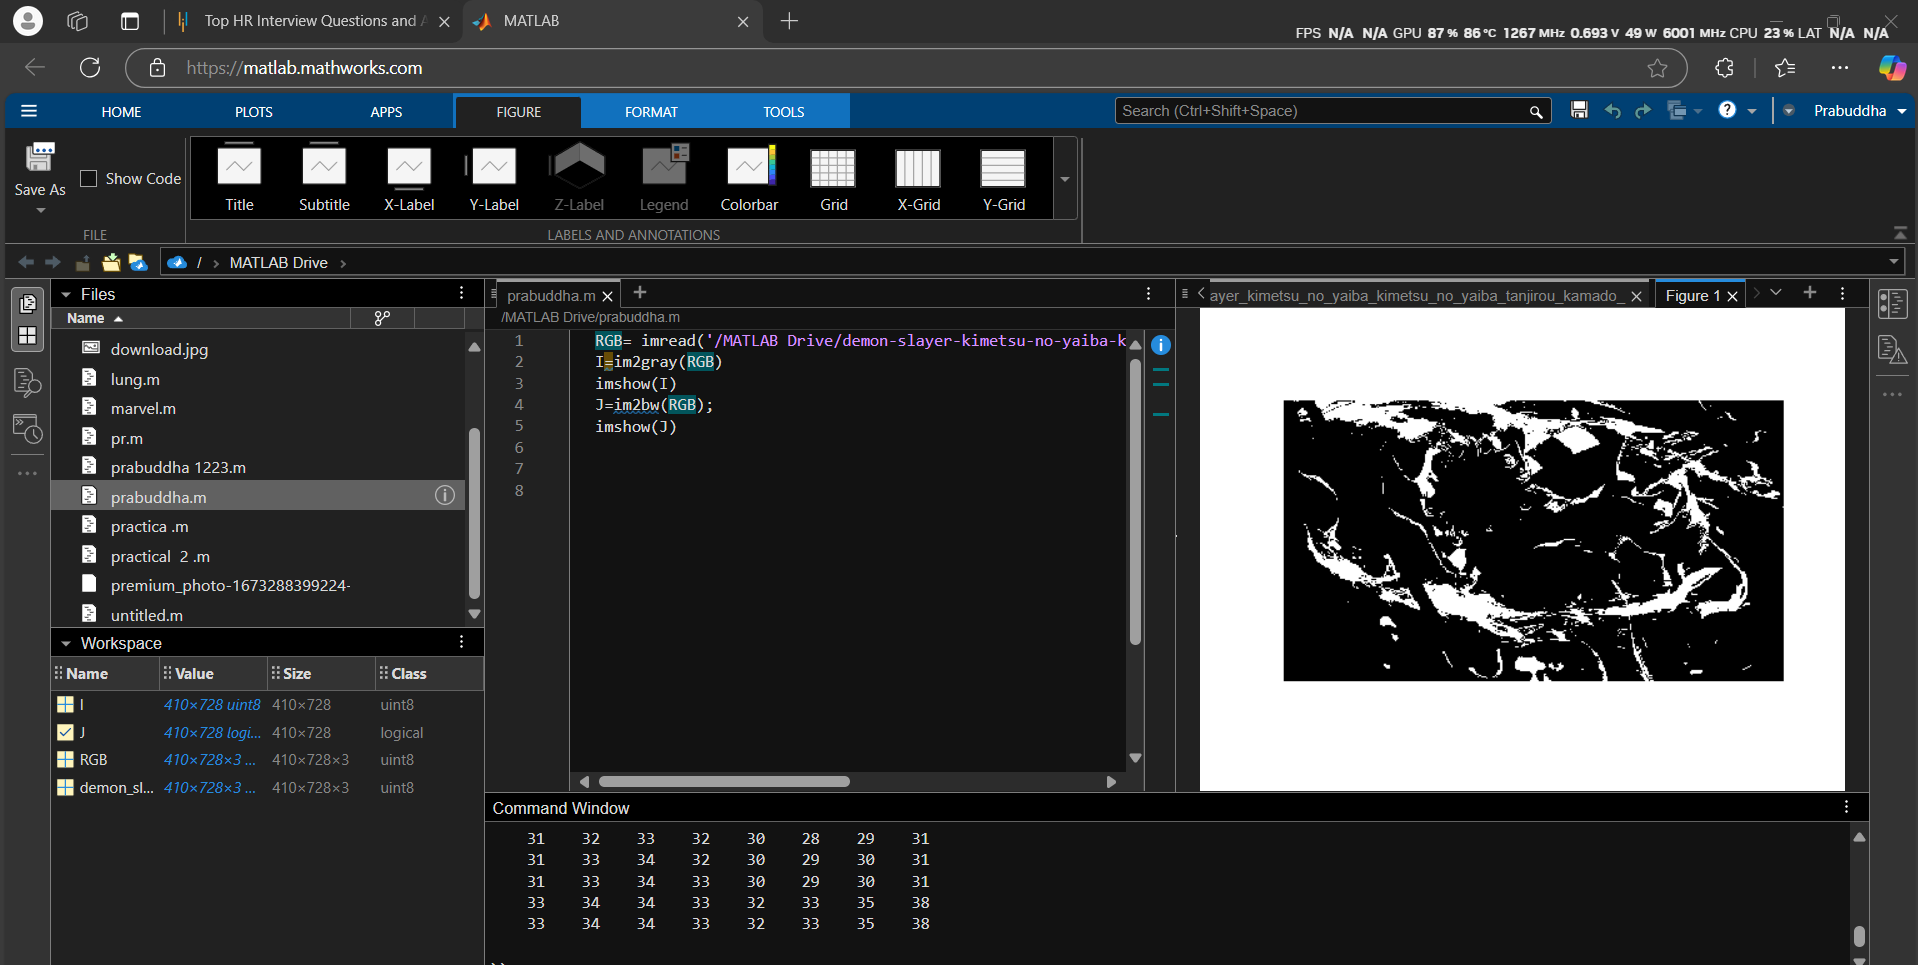 Top HR Interview Questions and A
MATLAB
FPS N/A N/A GPU 87 % 86 °C 1267 MHz 0.693 V 49 W 6001 MHz CPU 23 % LAT N/A N/A
https://matlab.mathworks.com
HOME PLOTS APPS FIGURE FORMAT TOOLS
Search (Ctrl+Shift+Space)
Prabuddha
Save As
Show Code
Title Subtitle X-Label Y-Label Z-Label Legend Colorbar Grid X-Grid Y-Grid
FILE
LABELS AND ANNOTATIONS
/ › MATLAB Drive ›
Files
Name
download.jpg
lung.m
marvel.m
pr.m
prabuddha 1223.m
prabuddha.m
practica .m
practical 2 .m
premium_photo-1673288399224-
untitled.m
Workspace
Name Value Size Class
I 410×728 uint8 410×728 uint8
J 410×728 logi... 410×728 logical
RGB 410×728×3 ... 410×728×3 uint8
demon_sl... 410×728×3 ... 410×728×3 uint8
prabuddha.m
/MATLAB Drive/prabuddha.m
1 RGB= imread('/MATLAB Drive/demon-slayer-kimetsu-no-yaiba-k
2 I=im2gray(RGB)
3 imshow(I)
4 J=im2bw(RGB);
5 imshow(J)
6
7
8
ayer_kimetsu_no_yaiba_kimetsu_no_yaiba_tanjirou_kamado_
Figure 1
Command Window
31 32 33 32 30 28 29 31
31 33 34 32 30 29 30 31
31 33 34 33 30 29 30 31
33 34 34 33 32 33 35 38
33 34 34 33 32 33 35 38